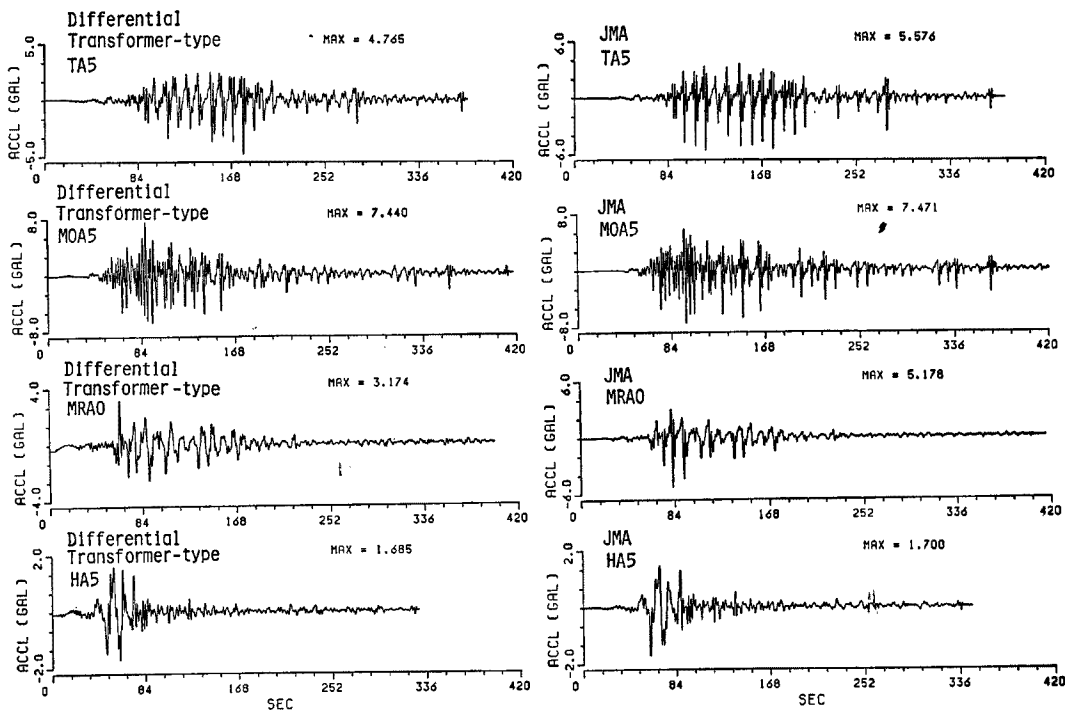 Differential
Transformer-type
TA5
MAX = 4.765
ACCL (GAL)
5.0
-5.0
0 84 168 252 336 420
JMA
TA5
MAX = 5.576
ACCL (GAL)
6.0
-6.0
0 84 168 252 336 420
Differential
Transformer-type
MOA5
MAX = 7.440
ACCL (GAL)
8.0
-8.0
0 84 168 252 336 420
JMA
MOA5
MAX = 7.471
ACCL (GAL)
8.0
-8.0
0 84 168 252 336 420
Differential
Transformer-type
MRA0
MAX = 3.174
ACCL (GAL)
4.0
-4.0
0 84 168 252 336 420
JMA
MRA0
MAX = 5.178
ACCL (GAL)
6.0
-6.0
0 84 168 252 336 420
Differential
Transformer-type
HA5
MAX = 1.685
ACCL (GAL)
2.0
-2.0
0 84 168 252 336 420
SEC
JMA
HA5
MAX = 1.700
ACCL (GAL)
2.0
-2.0
0 84 168 252 336 420
SEC